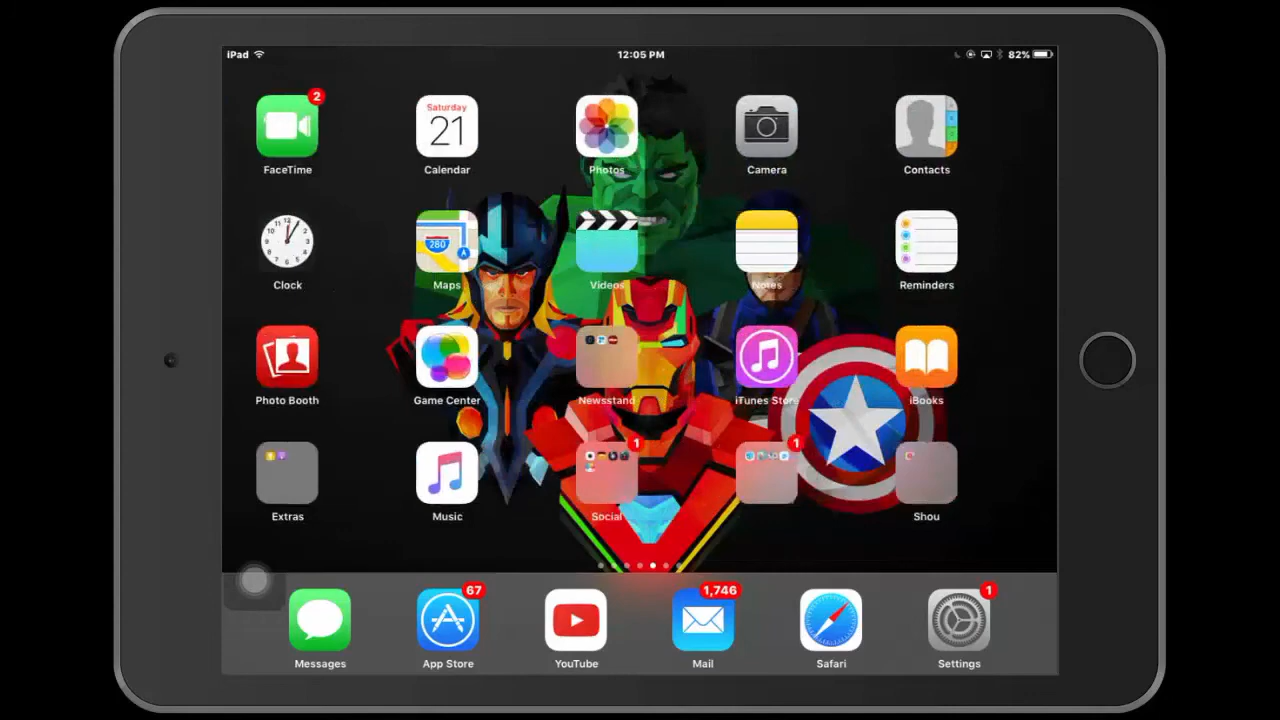 iPad 12:05 PM 82%
2
Saturday
21
FaceTime Calendar Photos Camera Contacts
280
Clock Maps Videos Notes Reminders
Photo Booth Game Center Newsstand iTunes Store iBooks
1 1
Extras Music Social Shou
67 1,746 1
Messages App Store YouTube Mail Safari Settings